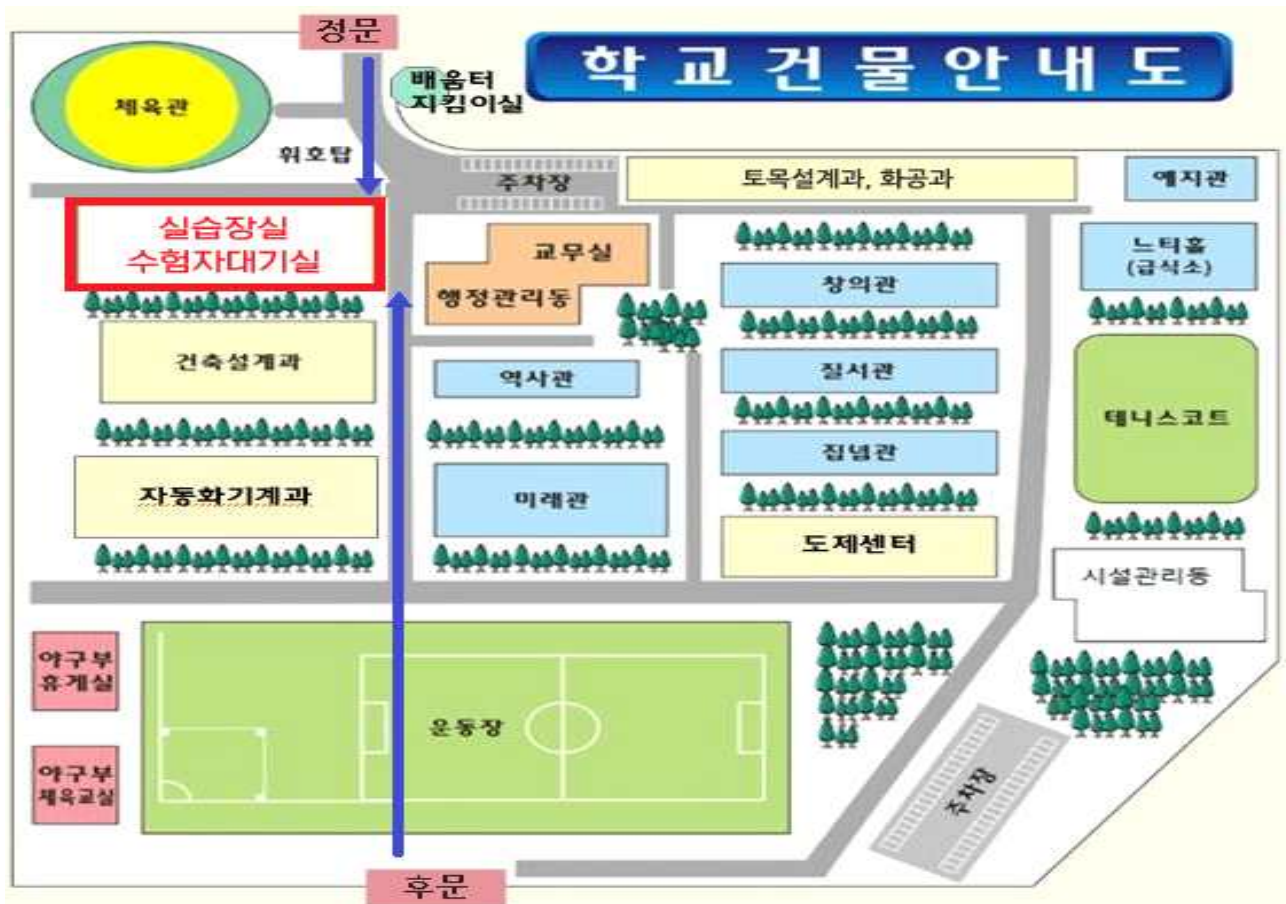 정문
학교건물안내도
배움터
지킴이실
체육관
휘호탑
주차장
토목설계과, 화공과
예지관
실습장실
수험자대기실
교무실
행정관리동
창의관
느티홀
(급식소)
건축설계과
역사관
질서관
테니스코트
집념관
자동화기계과
미래관
도제센터
시설관리동
야구부
휴게실
운동장
야구부
체육교실
주차장
후문